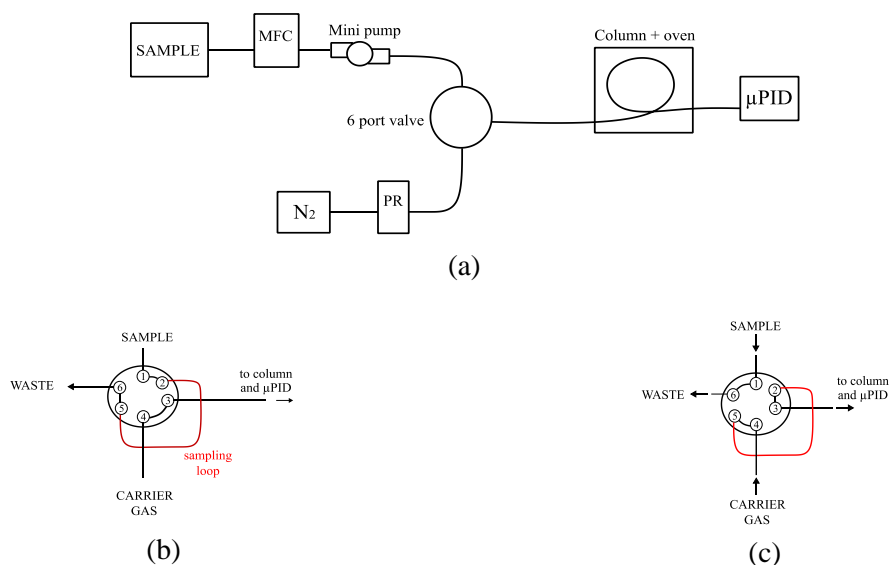 SAMPLE
MFC
Mini pump
Column + oven
µPID
6 port valve
N2
PR
(a)
SAMPLE
WASTE
1
2
3
4
5
6
to column
and µPID
sampling
loop
CARRIER
GAS
(b)
SAMPLE
WASTE
1
2
3
4
5
6
to column
and µPID
CARRIER
GAS
(c)